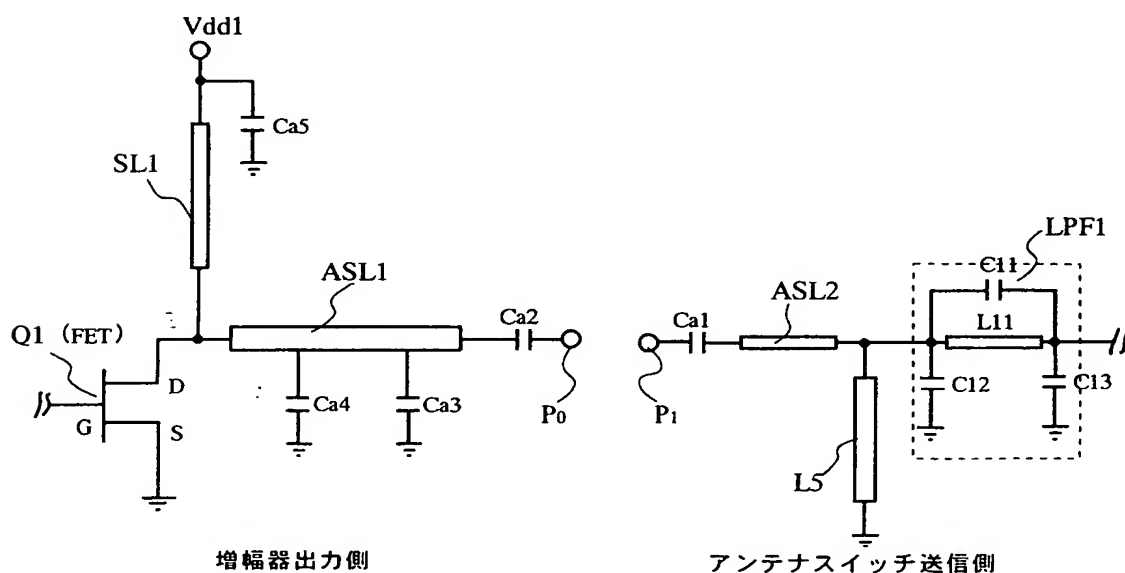 Vdd1
Ca5
SL1
LPF1
C11
ASL1
ASL2
L11
Ca2
Ca1
Q1 (FET)
D
C12
C13
Ca4
Ca3
P0
P1
G
S
L5
増幅器出力側
アンテナスイッチ送信側